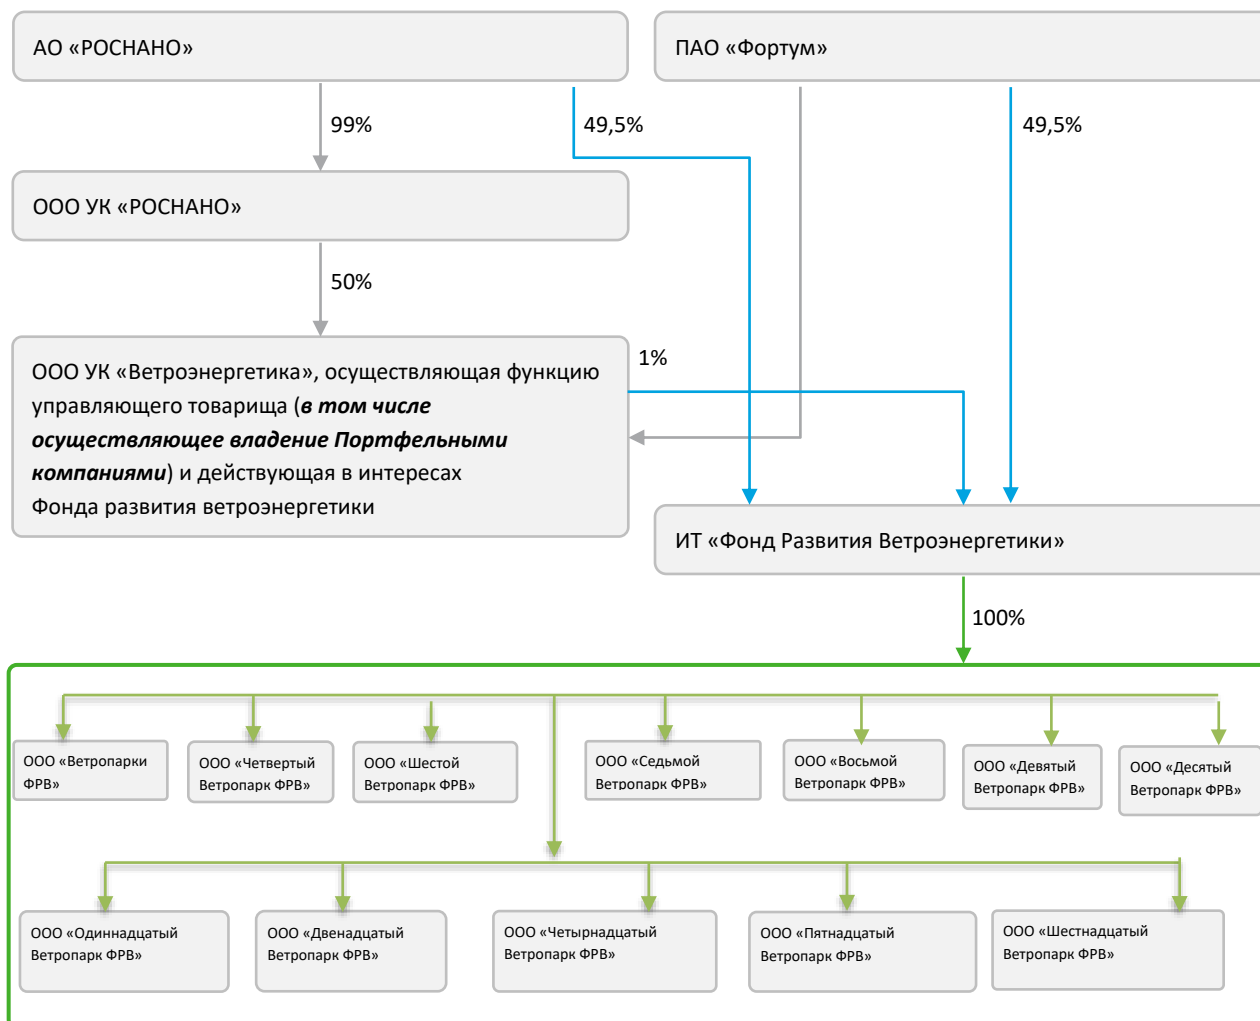 АО «РОСНАНО»
ПАО «Фортум»
99%
49,5%
49,5%
ООО УК «РОСНАНО»
50%
ООО УК «Ветроэнергетика», осуществляющая функцию
управляющего товарища (в том числе
осуществляющее владение Портфельными
компаниями) и действующая в интересах
Фонда развития ветроэнергетики
1%
ИТ «Фонд Развития Ветроэнергетики»
100%
ООО «Ветропарки
ФРВ»
ООО «Четвертый
Ветропарк ФРВ»
ООО «Шестой
Ветропарк ФРВ»
ООО «Седьмой
Ветропарк ФРВ»
ООО «Восьмой
Ветропарк ФРВ»
ООО «Девятый
Ветропарк ФРВ»
ООО «Десятый
Ветропарк ФРВ»
ООО «Одиннадцатый
Ветропарк ФРВ»
ООО «Двенадцатый
Ветропарк ФРВ»
ООО «Четырнадцатый
Ветропарк ФРВ»
ООО «Пятнадцатый
Ветропарк ФРВ»
ООО «Шестнадцатый
Ветропарк ФРВ»